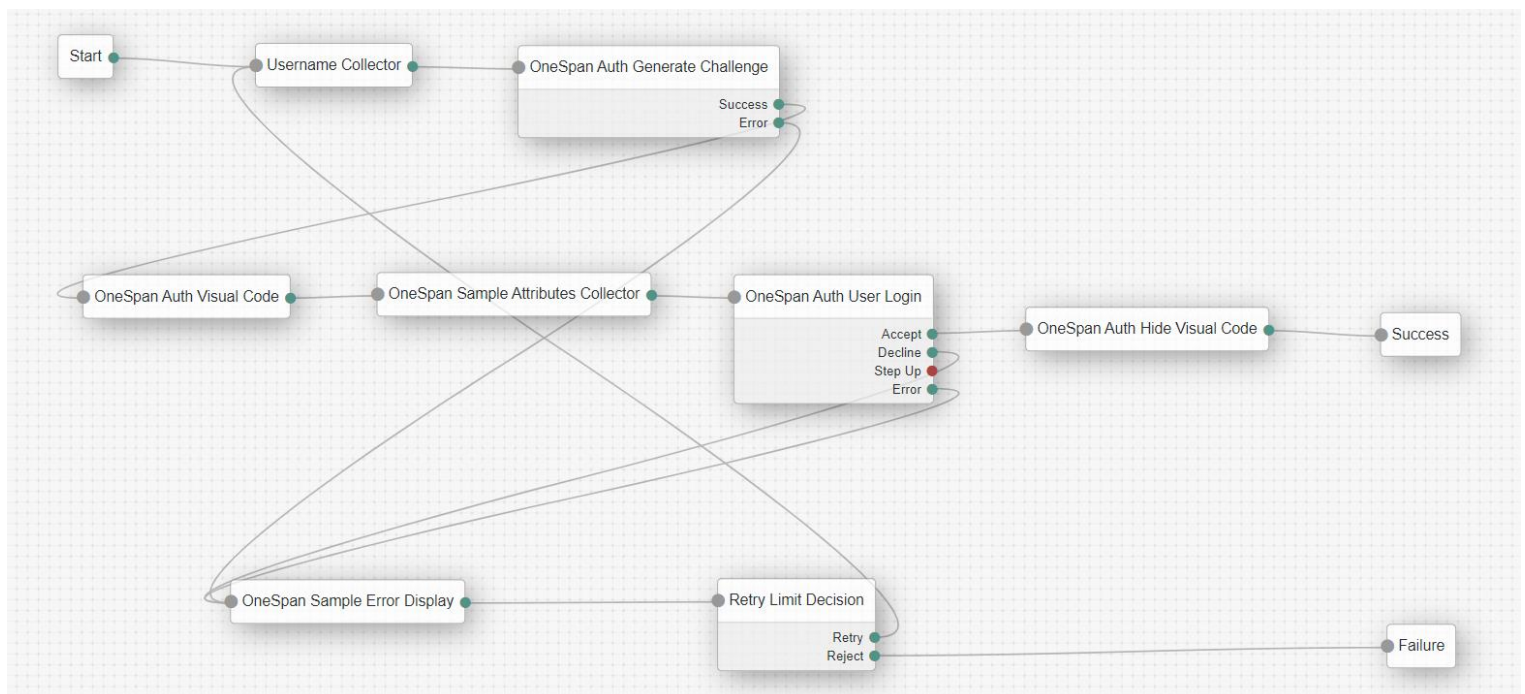 Start
Username Collector
OneSpan Auth Generate Challenge
Success
Error
OneSpan Auth Visual Code
OneSpan Sample Attributes Collector
OneSpan Auth User Login
Accept
Decline
Step Up
Error
OneSpan Auth Hide Visual Code
Success
OneSpan Sample Error Display
Retry Limit Decision
Retry
Reject
Failure